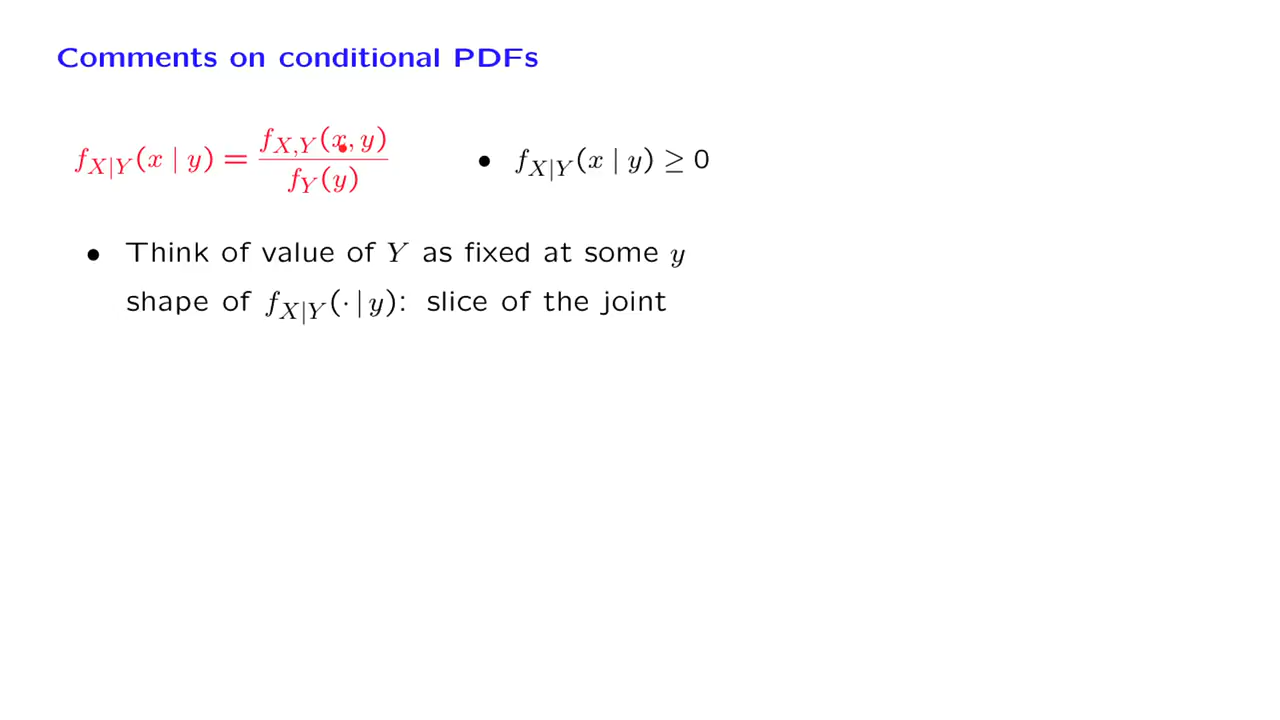 Comments on conditional PDFs
f_{X|Y}(x | y) = \frac{f_{X,Y}(x, y)}{f_Y(y)}
• f_{X|Y}(x | y) ≥ 0
• Think of value of Y as fixed at some y
shape of f_{X|Y}(· | y): slice of the joint